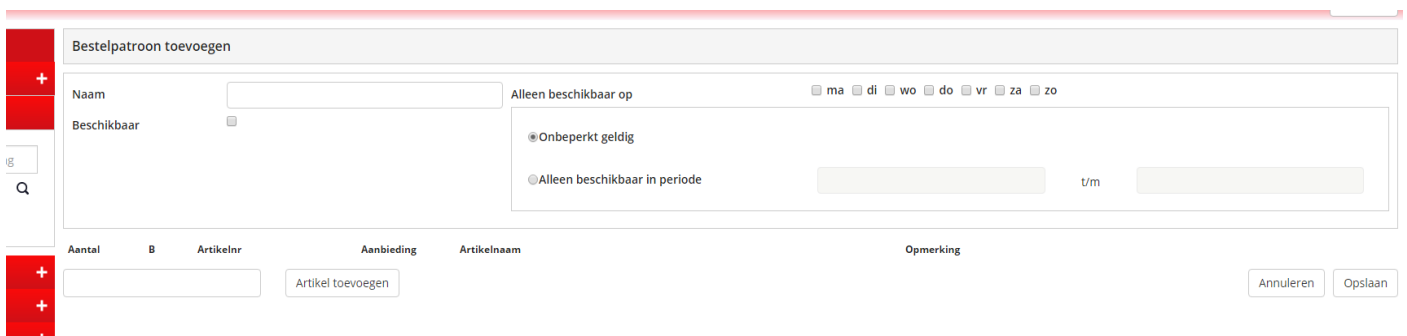 Bestelpatroon toevoegen
Naam
Alleen beschikbaar op
ma di wo do vr za zo
Beschikbaar
Onbeperkt geldig
Alleen beschikbaar in periode
t/m
Aantal B Artikelnr Aanbieding Artikelnaam Opmerking
Artikel toevoegen
Annuleren Opslaan